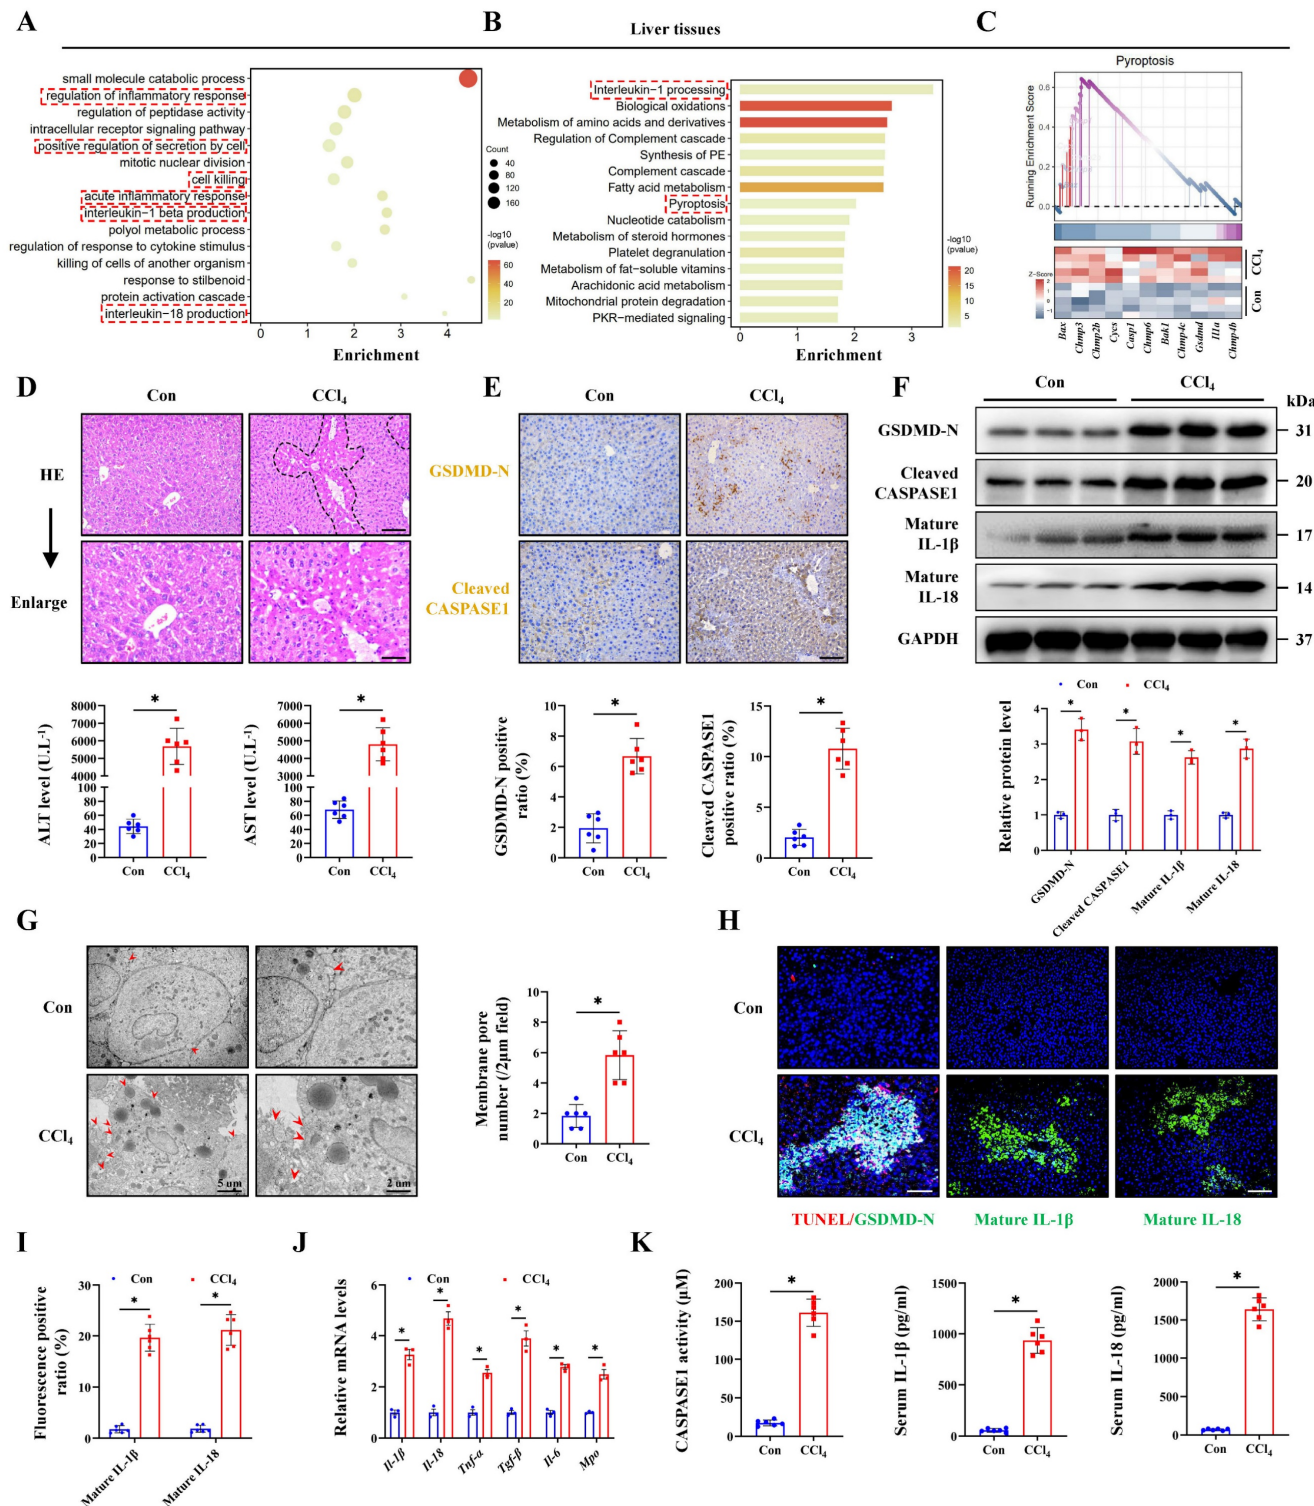 A
B
Liver tissues
C
small molecule catabolic process
regulation of inflammatory response
regulation of peptidase activity
intracellular receptor signaling pathway
positive regulation of secretion by cell
mitotic nuclear division
cell killing
acute inflammatory response
interleukin−1 beta production
polyol metabolic process
regulation of response to cytokine stimulus
killing of cells of another organism
response to stilbenoid
protein activation cascade
interleukin−18 production
0 1 2 3 4
Enrichment
Count
40
80
120
160
-log10
(pvalue)
60
40
20
Interleukin−1 processing
Biological oxidations
Metabolism of amino acids and derivatives
Regulation of Complement cascade
Synthesis of PE
Complement cascade
Fatty acid metabolism
Pyroptosis
Nucleotide catabolism
Metabolism of steroid hormones
Platelet degranulation
Metabolism of fat−soluble vitamins
Arachidonic acid metabolism
Mitochondrial protein degradation
PKR−mediated signaling
0 1 2 3
Enrichment
-log10
(pvalue)
20
15
10
5
Pyroptosis
Running Enrichment Score
0.6
0.4
0.2
0.0
Z-Score
2
1
0
−1
CCl4
Con
Bax
Chmp3
Chmp2b
Cycs
Casp1
Chmp6
Bak1
Chmp4c
Gsdmd
Il1a
Chmp4b
D
Con
CCl4
HE
Enlarge
E
Con
CCl4
GSDMD-N
Cleaved
CASPASE1
F
Con
CCl4
kDa
GSDMD-N
31
Cleaved
CASPASE1
20
Mature
IL-1β
17
Mature
IL-18
14
GAPDH
37
ALT level (U.L-1)
8000
7000
6000
5000
4000
3000
100
80
60
40
20
0
*
Con
CCl4
AST level (U.L-1)
7000
6000
5000
4000
3000
2000
100
80
60
40
20
0
*
Con
CCl4
GSDMD-N positive
ratio (%)
10
8
6
4
2
0
*
Con
CCl4
Cleaved CASPASE1
positive ratio (%)
15
10
5
0
*
Con
CCl4
Con
CCl4
Relative protein level
4
3
2
1
0
* * * *
GSDMD-N
Cleaved CASPASE1
Mature IL-1β
Mature IL-18
G
Con
CCl4
5 um
2 um
Membrane pore
number (/2μm field)
10
8
6
4
2
0
*
Con
CCl4
H
Con
CCl4
TUNEL/GSDMD-N
Mature IL-1β
Mature IL-18
I
Con
CCl4
Fluorescence positive
ratio (%)
30
20
10
0
* *
Mature IL-1β
Mature IL-18
J
Con
CCl4
Relative mRNA levels
6
4
2
0
* * * * * *
Il-1β
Il-18
Tnf-α
Tgf-β
Il-6
Mpo
K
CASPASE1 activity (μM)
200
150
100
50
0
*
Con
CCl4
Serum IL-1β (pg/ml)
1500
1000
500
0
*
Con
CCl4
Serum IL-18 (pg/ml)
2000
1500
1000
500
0
*
Con
CCl4